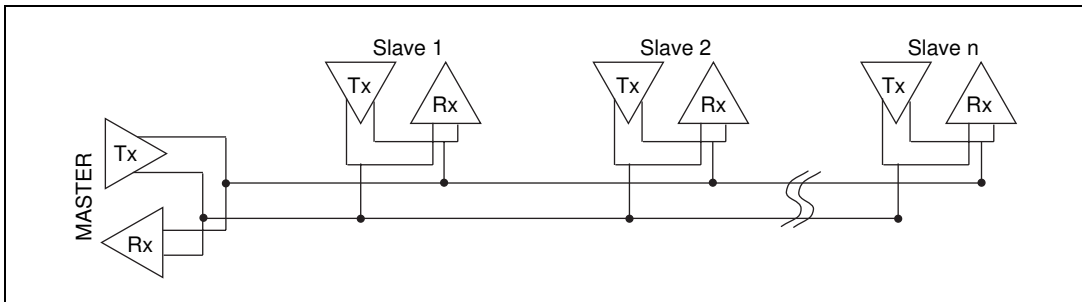 Slave 1
Slave 2
Slave n
Tx
Rx
Tx
Rx
Tx
Rx
MASTER
Tx
Rx